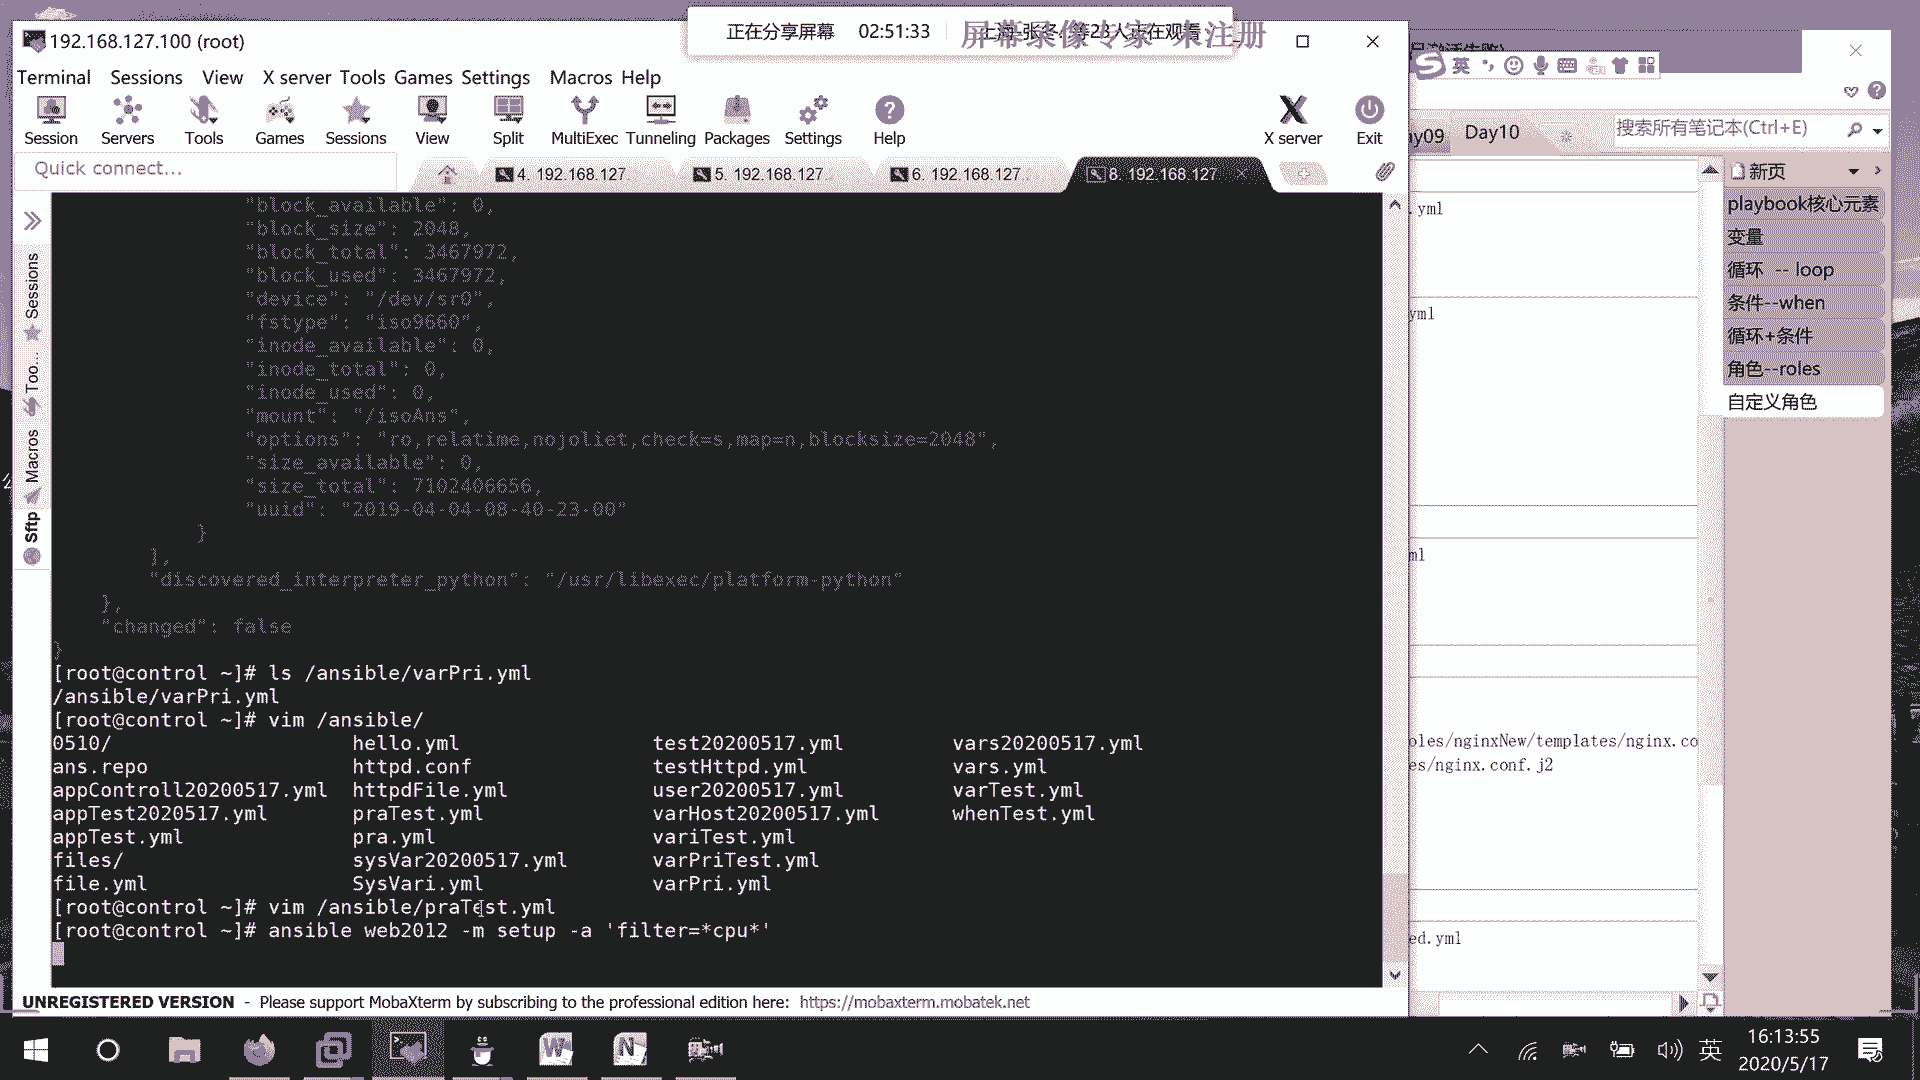 正在分享屏幕 02:51:33
屏幕录像专家 未注册
192.168.127.100 (root)
Terminal Sessions View X server Tools Games Settings Macros Help
Session Servers Tools Games Sessions View Split MultiExec Tunneling Packages Settings Help X server Exit
Quick connect...
4. 192.168.127
5. 192.168.127..
6. 192.168.127..
8. 192.168.127
Sessions
Too...
Macros
Sftp
"block_available": 0,
"block_size": 2048,
"block_total": 3467972,
"block_used": 3467972,
"device": "/dev/sr0",
"fstype": "iso9660",
"inode_available": 0,
"inode_total": 0,
"inode_used": 0,
"mount": "/isoAns",
"options": "ro,relatime,nojoliet,check=s,map=n,blocksize=2048",
"size_available": 0,
"size_total": 7102406656,
"uuid": "2019-04-04-08-40-23-00"
}
],
"discovered_interpreter_python": "/usr/libexec/platform-python"
},
"changed": false
}
[root@control ~]# ls /ansible/varPri.yml
/ansible/varPri.yml
[root@control ~]# vim /ansible/
0510/ hello.yml test20200517.yml vars20200517.yml
ans.repo httpd.conf testHttpd.yml vars.yml
appControll20200517.yml httpdFile.yml user20200517.yml varTest.yml
appTest2020517.yml praTest.yml varHost20200517.yml whenTest.yml
appTest.yml pra.yml variTest.yml
files/ sysVar20200517.yml varPriTest.yml
file.yml SysVari.yml varPri.yml
[root@control ~]# vim /ansible/praTest.yml
[root@control ~]# ansible web2012 -m setup -a 'filter=*cpu*'
UNREGISTERED VERSION - Please support MobaXterm by subscribing to the professional edition here: https://mobaxterm.mobatek.net
英
ay09 Day10
搜索所有笔记本(Ctrl+E)
新页
playbook核心元素
变量
循环 -- loop
条件--when
循环+条件
角色--roles
自定义角色
.yml
yml
ml
oles/nginxNew/templates/nginx.co
es/nginx.conf.j2
ed.yml
英
16:13:55
2020/5/17